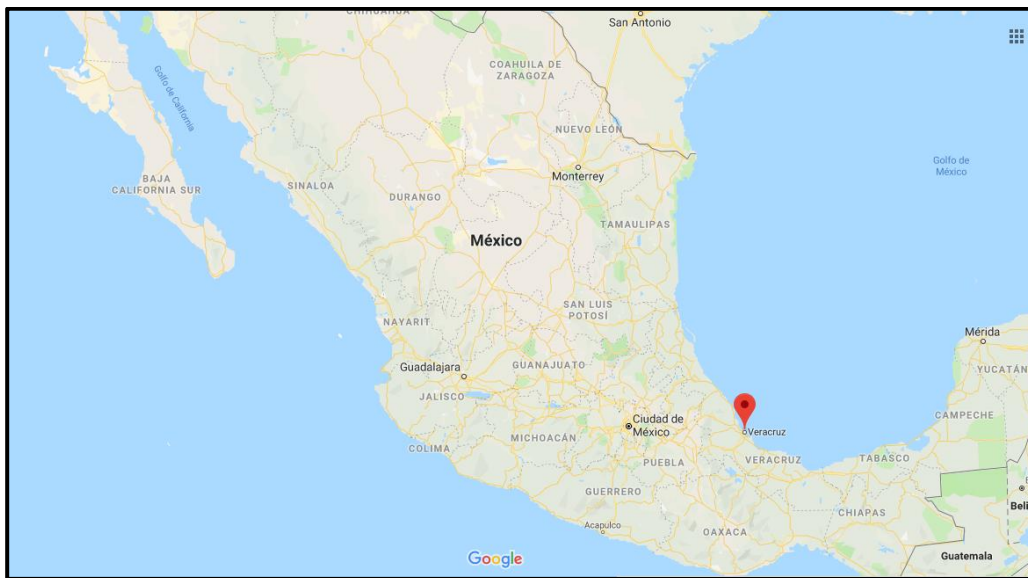 CHIHUAHUA
San Antonio
COAHUILA DE
ZARAGOZA
Golfo de California
NUEVO LEÓN
Monterrey
Golfo de
México
BAJA
CALIFORNIA SUR
SINALOA
DURANGO
TAMAULIPAS
México
SAN LUIS
POTOSÍ
NAYARIT
Mérida
Guadalajara
GUANAJUATO
YUCATÁN
JALISCO
Ciudad de
México
Veracruz
CAMPECHE
COLIMA
MICHOACÁN
PUEBLA
VERACRUZ
TABASCO
GUERRERO
Beli
CHIAPAS
Acapulco
OAXACA
Google
Guatemala